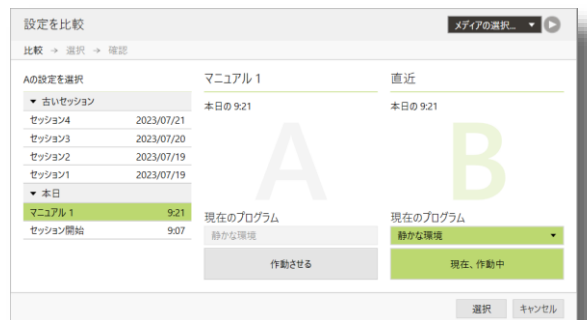 設定を比較
メディアの選択...
比較 → 選択 → 確認
Aの設定を選択
古いセッション
セッション4 2023/07/21
セッション3 2023/07/20
セッション2 2023/07/19
セッション1 2023/07/19
本日
マニュアル 1 9:21
セッション開始 9:07
マニュアル 1
本日の 9:21
A
現在のプログラム
静かな環境
作動させる
直近
本日の 9:21
B
現在のプログラム
静かな環境
現在、作動中
選択 キャンセル